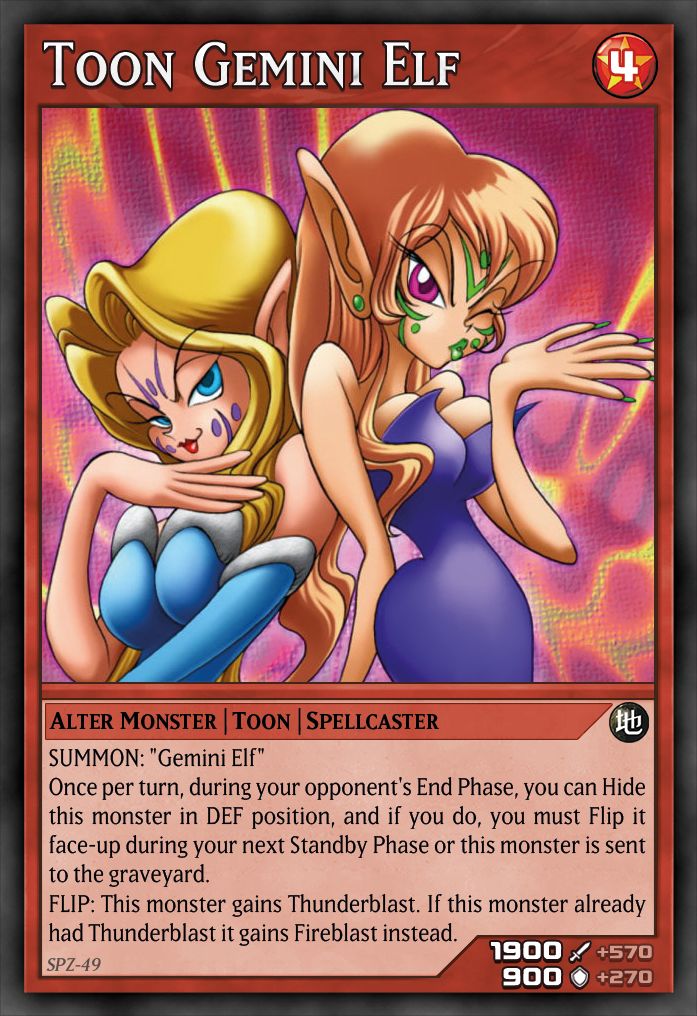 Toon Gemini Elf
4
Alter Monster | Toon | Spellcaster
SUMMON: "Gemini Elf"
Once per turn, during your opponent's End Phase, you can Hide
this monster in DEF position, and if you do, you must Flip it
face-up during your next Standby Phase or this monster is sent
to the graveyard.
FLIP: This monster gains Thunderblast. If this monster already
had Thunderblast it gains Fireblast instead.
1900 +570
SPZ-49
900 +270